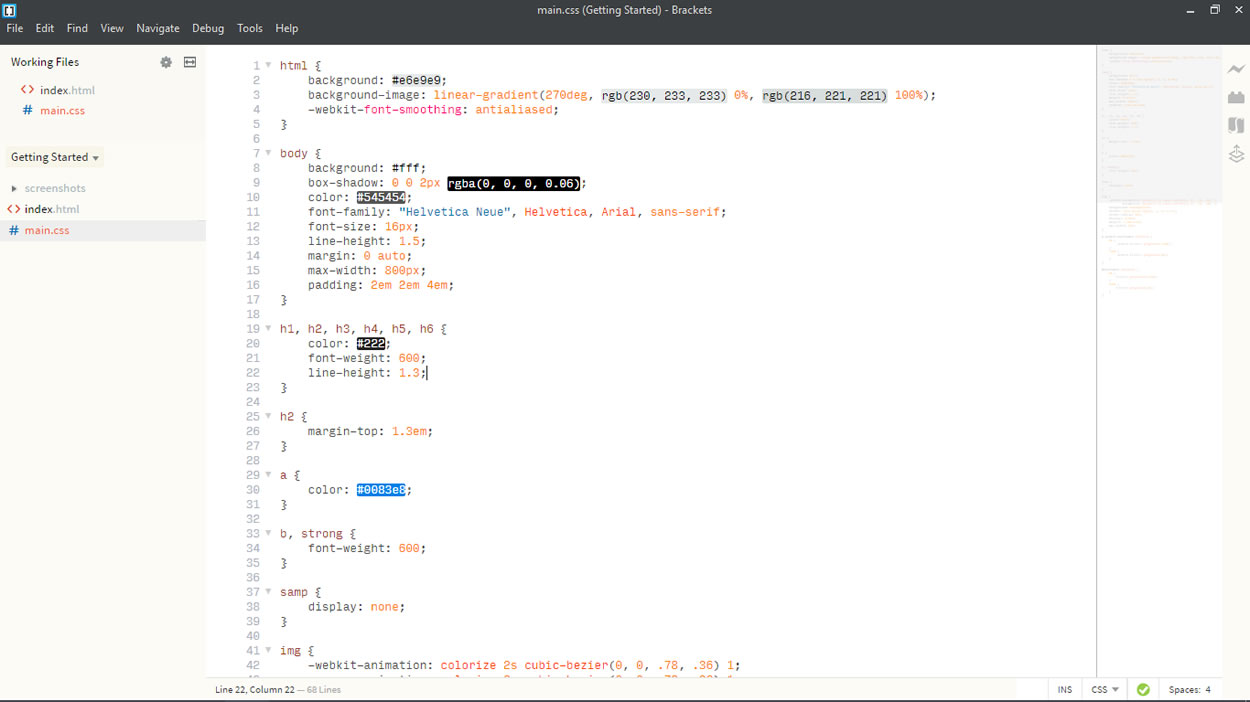 main.css (Getting Started) - Brackets
File Edit Find View Navigate Debug Tools Help
Working Files
<> index.html
# main.css
Getting Started
screenshots
<> index.html
# main.css
1 html {
2     background: #e6e9e9;
3     background-image: linear-gradient(270deg, rgb(230, 233, 233) 0%, rgb(216, 221, 221) 100%);
4     -webkit-font-smoothing: antialiased;
5 }
6
7 body {
8     background: #fff;
9     box-shadow: 0 0 2px rgba(0, 0, 0, 0.06);
10     color: #545454;
11     font-family: "Helvetica Neue", Helvetica, Arial, sans-serif;
12     font-size: 16px;
13     line-height: 1.5;
14     margin: 0 auto;
15     max-width: 800px;
16     padding: 2em 2em 4em;
17 }
18
19 h1, h2, h3, h4, h5, h6 {
20     color: #222;
21     font-weight: 600;
22     line-height: 1.3;
23 }
24
25 h2 {
26     margin-top: 1.3em;
27 }
28
29 a {
30     color: #0083e8;
31 }
32
33 b, strong {
34     font-weight: 600;
35 }
36
37 samp {
38     display: none;
39 }
40
41 img {
42     -webkit-animation: colorize 2s cubic-bezier(0, 0, .78, .36) 1;
Line 22, Column 22 — 68 Lines
INS CSS Spaces: 4